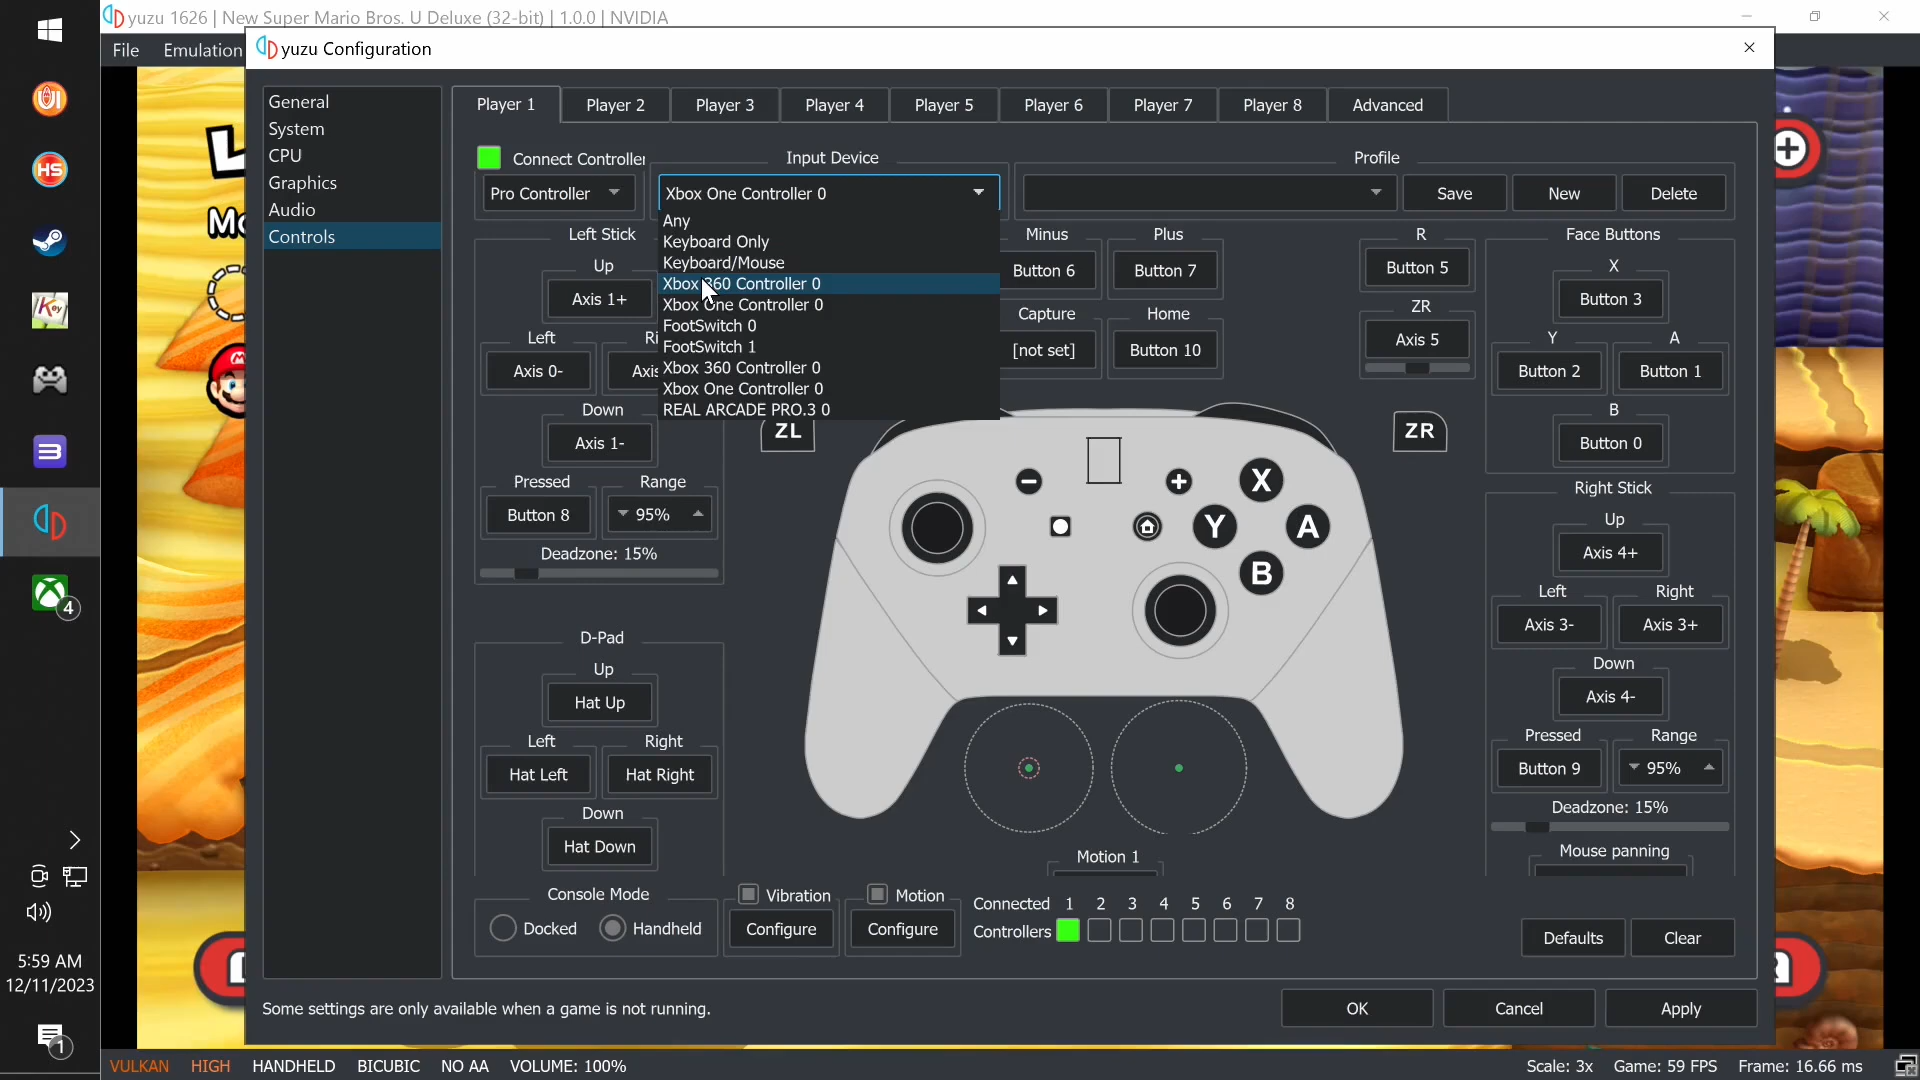 yuzu 1626 | New Super Mario Bros. U Deluxe (32-bit) | 1.0.0 | NVIDIA
File Emulation
yuzu Configuration
General
System
CPU
Graphics
Audio
Controls
Player 1 Player 2 Player 3 Player 4 Player 5 Player 6 Player 7 Player 8 Advanced
Connect Controller Input Device Profile
Pro Controller Xbox One Controller 0 Save New Delete
Any
Keyboard Only
Keyboard/Mouse
Xbox 360 Controller 0
Xbox One Controller 0
FootSwitch 0
FootSwitch 1
Xbox 360 Controller 0
Xbox One Controller 0
REAL ARCADE PRO.3 0
Left Stick
Up
Axis 1+
Left
Axis 0-
Down
Axis 1-
Pressed Range
Button 8 95%
Deadzone: 15%
D-Pad
Up
Hat Up
Left Right
Hat Left Hat Right
Down
Hat Down
Minus Plus
Button 6 Button 7
Capture Home
[not set] Button 10
R
Button 5
ZR
Axis 5
ZL ZR
X
Y A
B
Motion 1
Face Buttons
X
Button 3
Y A
Button 2 Button 1
B
Button 0
Right Stick
Up
Axis 4+
Left Right
Axis 3- Axis 3+
Down
Axis 4-
Pressed Range
Button 9 95%
Deadzone: 15%
Mouse panning
Console Mode
Docked Handheld
Vibration
Configure
Motion
Configure
Connected 1 2 3 4 5 6 7 8
Controllers
Defaults Clear
Some settings are only available when a game is not running.
OK Cancel Apply
VULKAN HIGH HANDHELD BICUBIC NO AA VOLUME: 100%
Scale: 3x Game: 59 FPS Frame: 16.66 ms
HS
Key
4
5:59 AM
12/11/2023
1